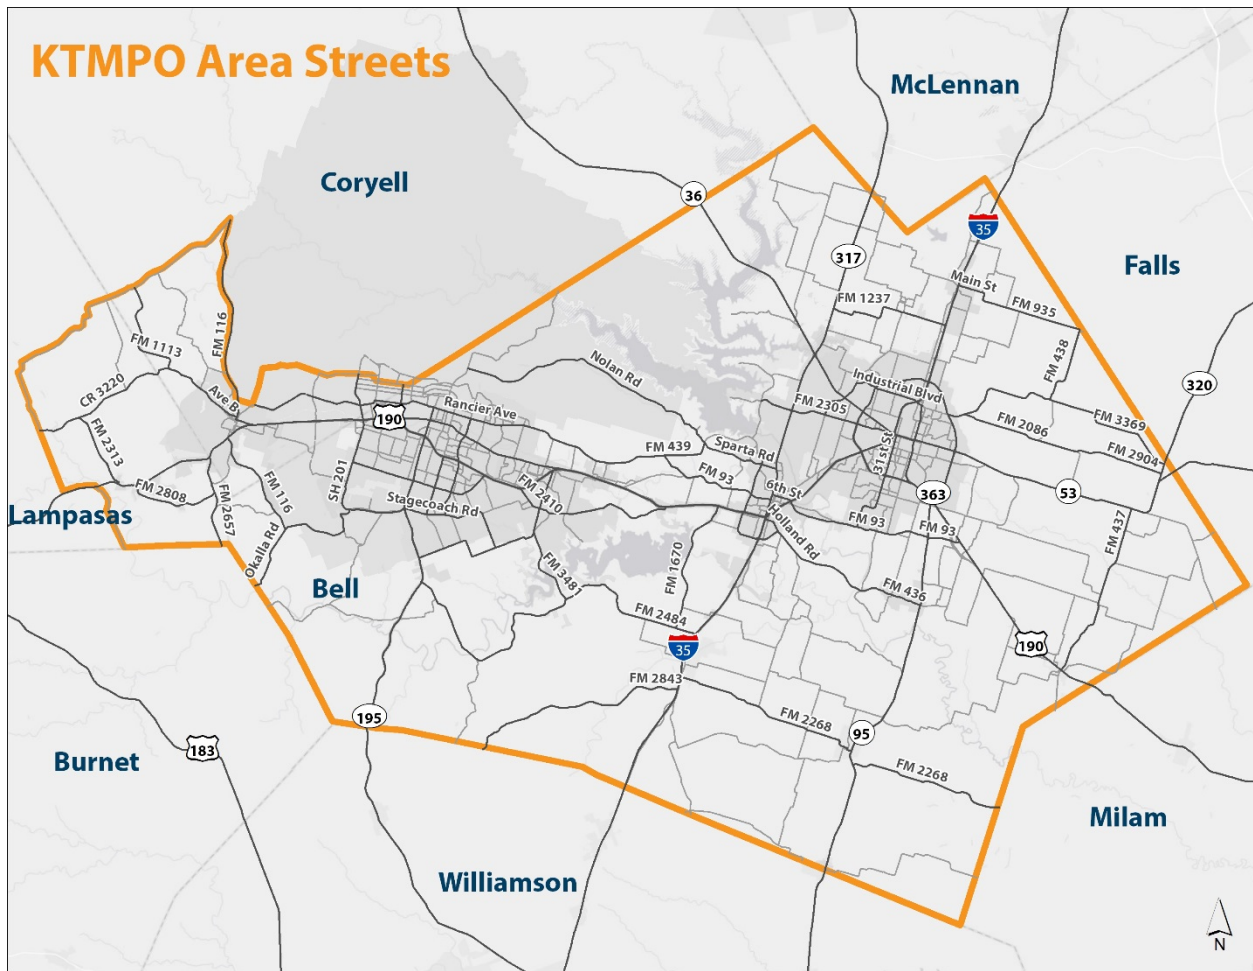 KTMPO Area Streets
McLennan
Coryell
36
35
317
Falls
Main St
FM 935
FM 1237
FM 116
FM 1113
FM 438
Nolan Rd
320
CR 3220
Ave B
Industrial Blvd
Rancier Ave
FM 2305
190
FM 3369
FM 2086
FM 2313
31st St
FM 439
Sparta Rd
FM 2904
SH 201
FM 93
6th St
363
53
FM 2808
FM 116
FM 2410
Stagecoach Rd
Lampasas
FM 2657
Holland Rd
FM 93
FM 93
FM 437
Okalla Rd
FM 1670
FM 3481
Bell
FM 436
FM 2484
35
190
FM 2843
195
FM 2268
95
183
Burnet
FM 2268
Milam
Williamson
N